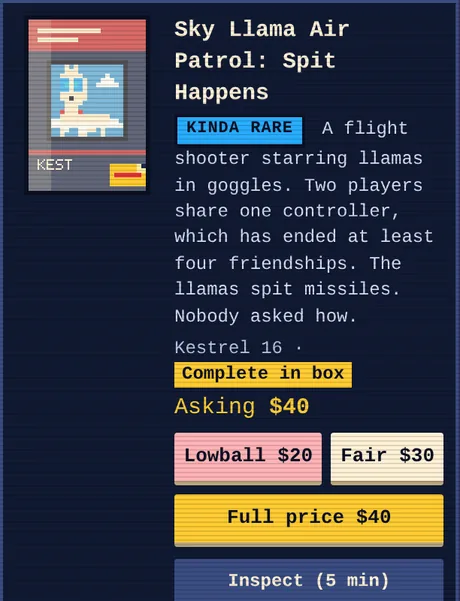 Sky Llama Air
Patrol: Spit
Happens
KINDA RARE A flight
shooter starring llamas
in goggles. Two players
share one controller,
which has ended at least
four friendships. The
llamas spit missiles.
Nobody asked how.
KEST
Kestrel 16 ·
Complete in box
Asking $40
Lowball $20 Fair $30
Full price $40
Inspect (5 min)